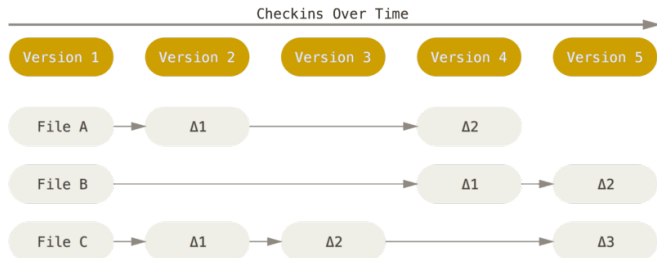 Checkins Over Time
Version 1 Version 2 Version 3 Version 4 Version 5
File A Δ1 Δ2
File B Δ1 Δ2
File C Δ1 Δ2 Δ3